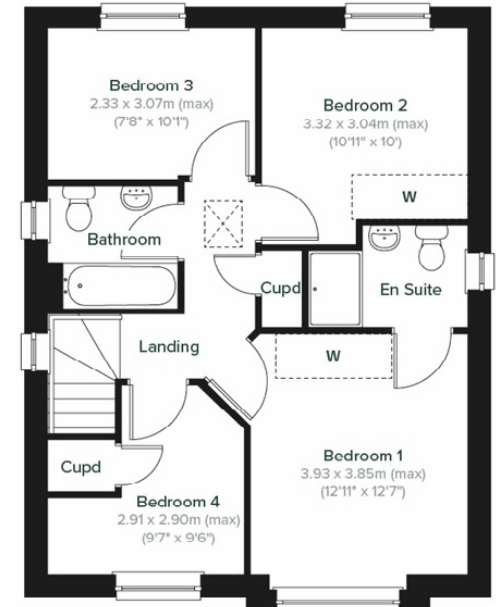 Bedroom 3
2.33 x 3.07m (max)
(7'8" x 10'1")
Bedroom 2
3.32 x 3.04m (max)
(10'11" x 10')
W
Bathroom
Cupd
En Suite
Landing
W
Cupd
Bedroom 1
3.93 x 3.85m (max)
(12'11" x 12'7")
Bedroom 4
2.91 x 2.90m (max)
(9'7" x 9'6")